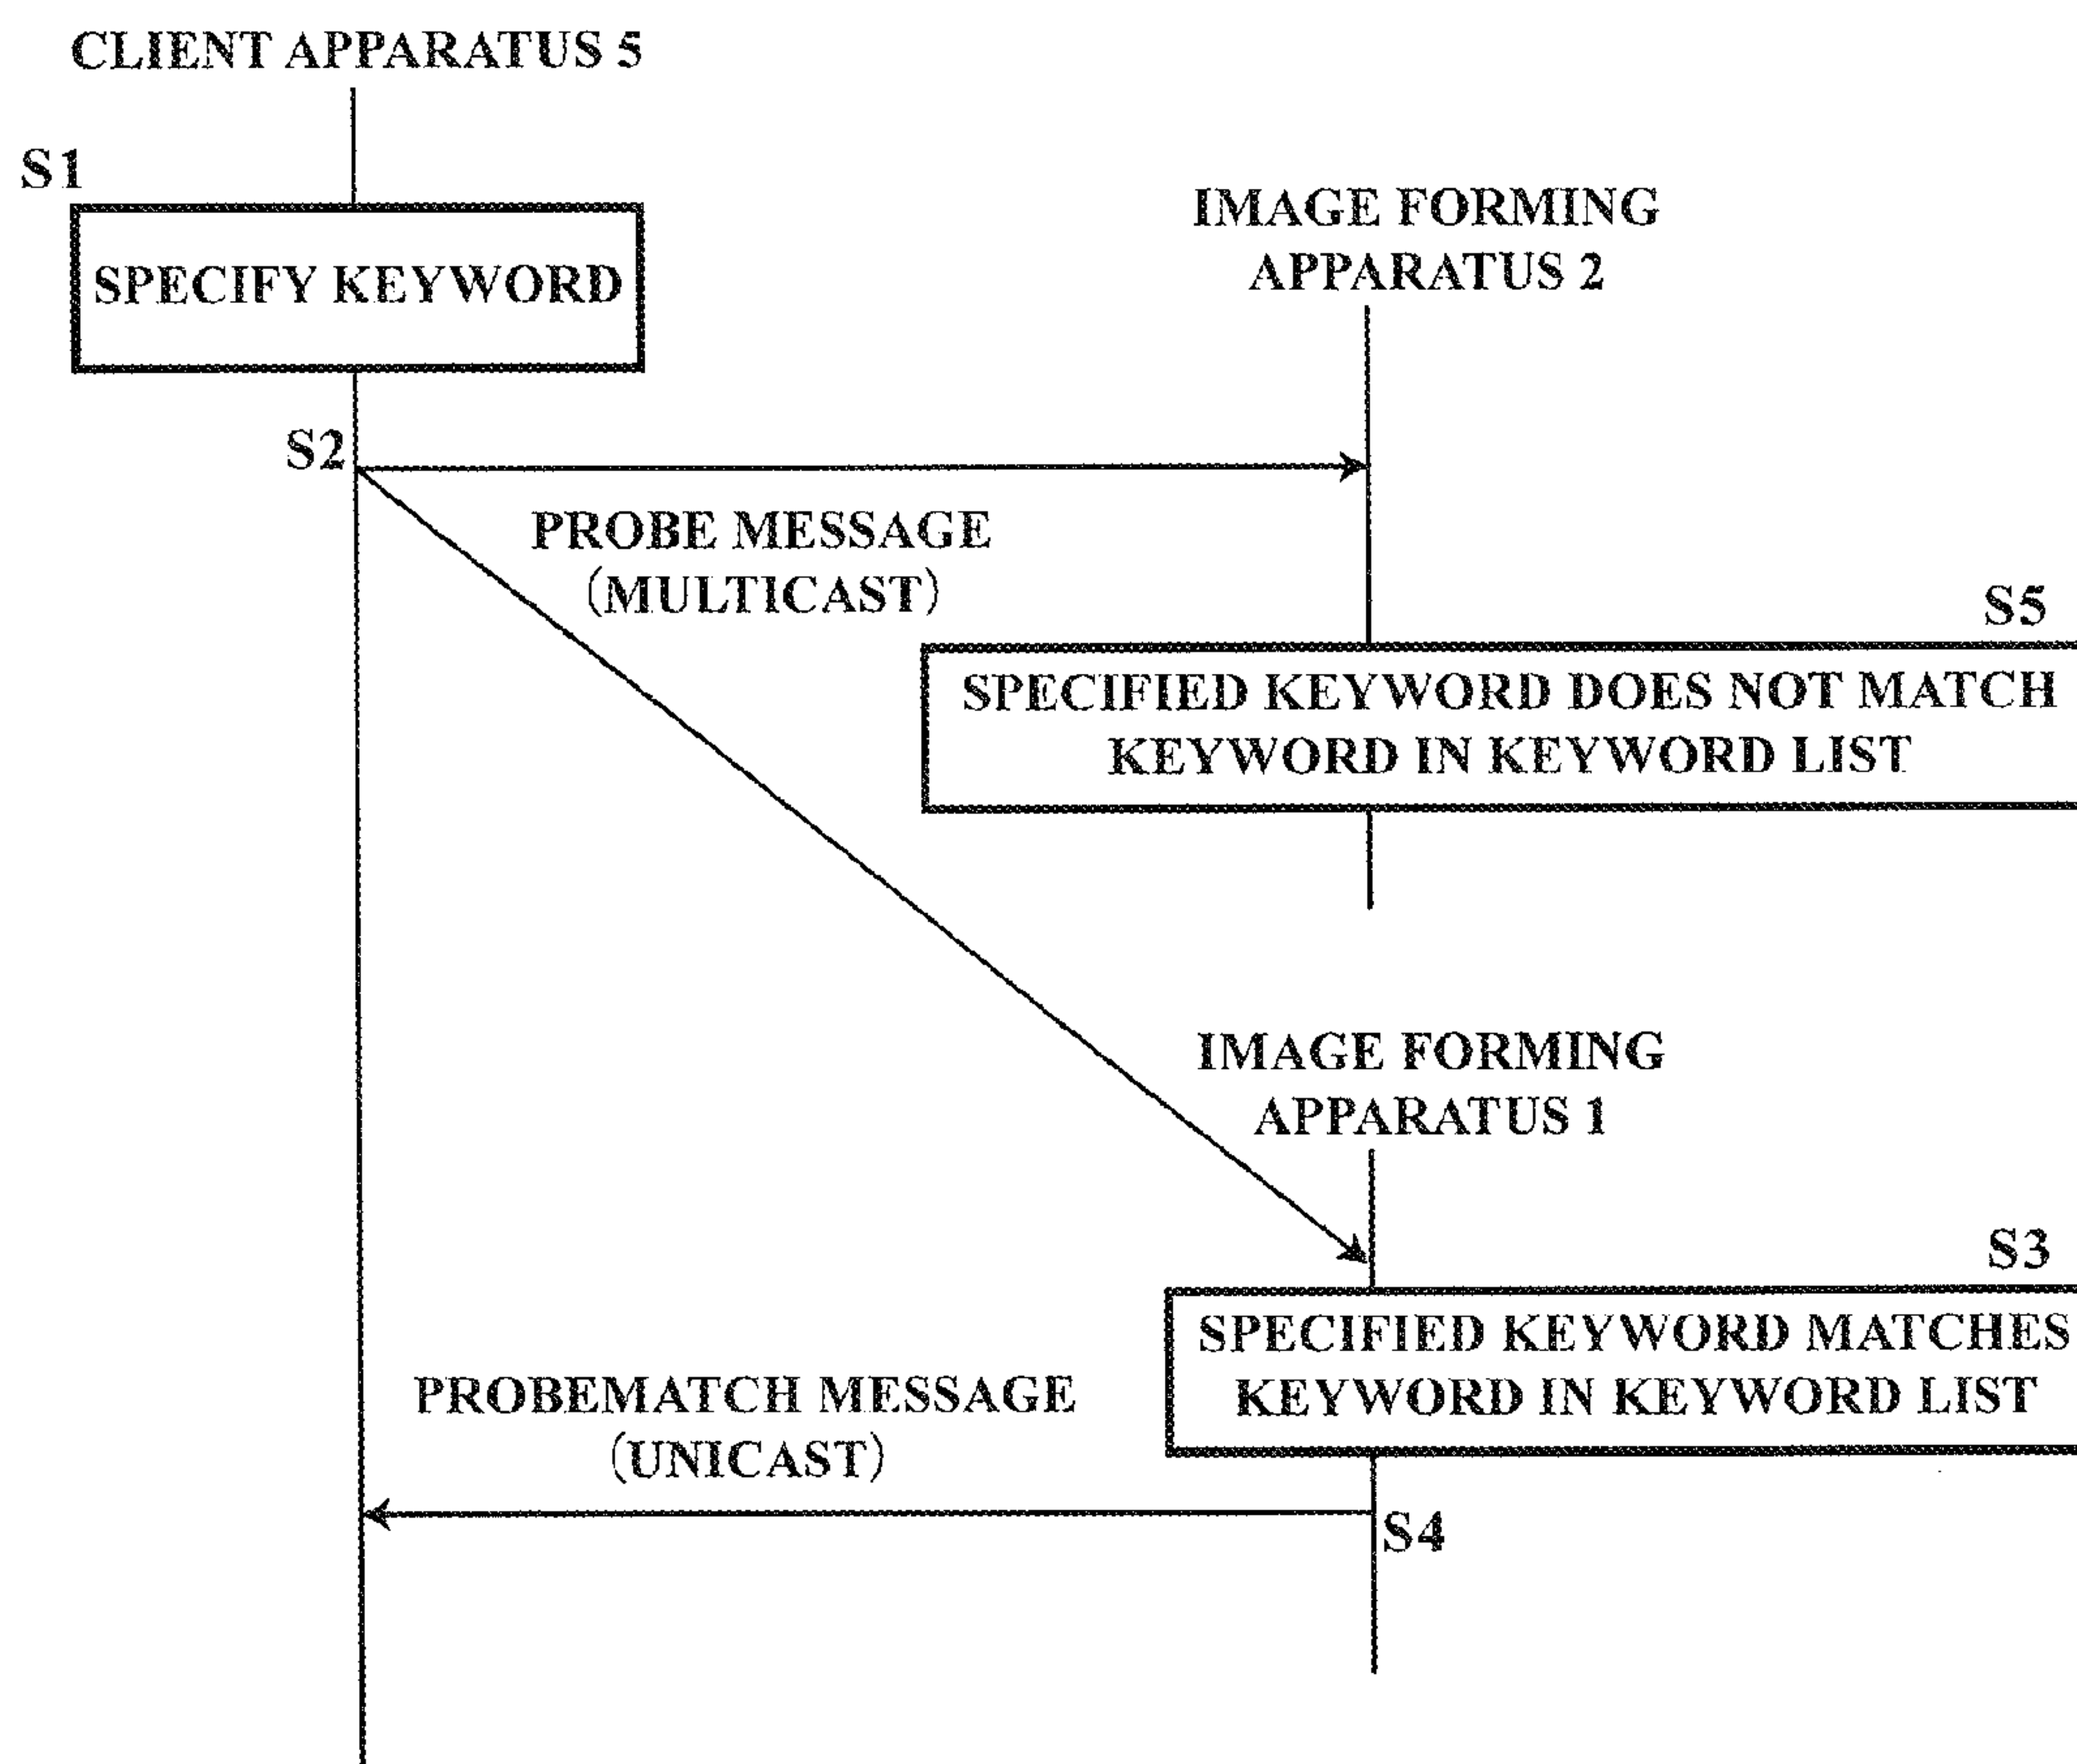 CLIENT APPARATUS 5
S1
SPECIFY KEYWORD
IMAGE FORMING
APPARATUS 2
S2
PROBE MESSAGE
(MULTICAST)
S5
SPECIFIED KEYWORD DOES NOT MATCH
KEYWORD IN KEYWORD LIST
IMAGE FORMING
APPARATUS 1
S3
SPECIFIED KEYWORD MATCHES
KEYWORD IN KEYWORD LIST
PROBEMATCH MESSAGE
(UNICAST)
S4